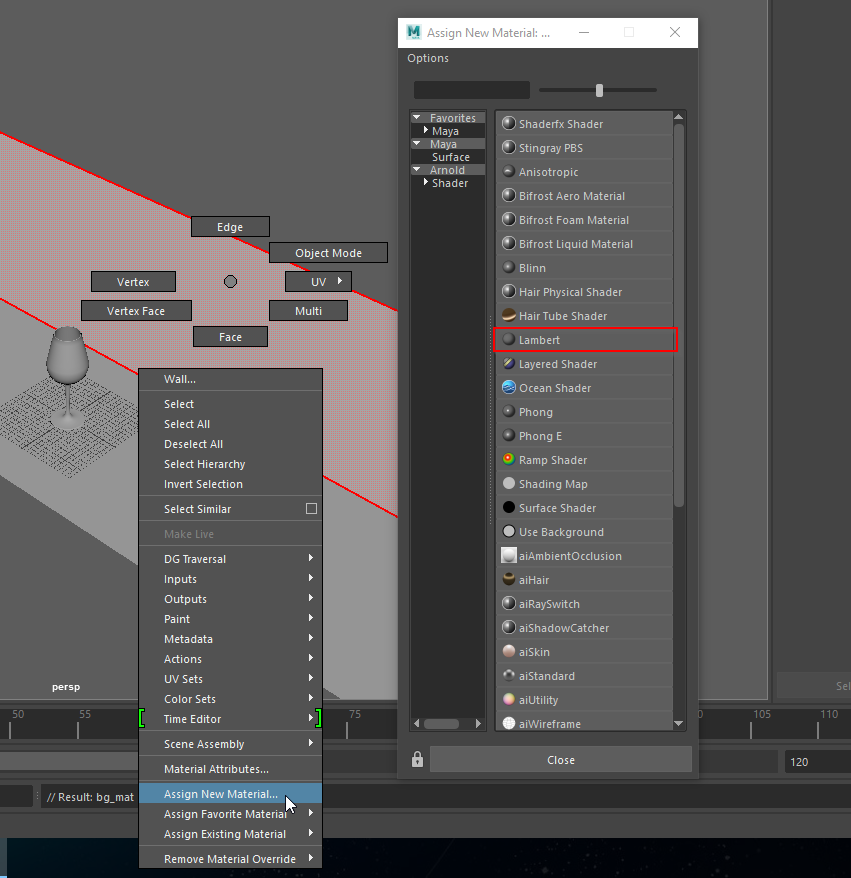 M Assign New Material: ...
Options
Favorites
Maya
Maya
Surface
Arnold
Shader
Shaderfx Shader
Stingray PBS
Anisotropic
Bifrost Aero Material
Bifrost Foam Material
Bifrost Liquid Material
Blinn
Hair Physical Shader
Hair Tube Shader
Lambert
Layered Shader
Ocean Shader
Phong
Phong E
Ramp Shader
Shading Map
Surface Shader
Use Background
aiAmbientOcclusion
aiHair
aiRaySwitch
aiShadowCatcher
aiSkin
aiStandard
aiUtility
aiWireframe
Close
Edge
Object Mode
Vertex
UV
Vertex Face
Multi
Face
Wall...
Select
Select All
Deselect All
Select Hierarchy
Invert Selection
Select Similar
Make Live
DG Traversal
Inputs
Outputs
Paint
Metadata
Actions
UV Sets
Color Sets
Time Editor
Scene Assembly
Material Attributes...
Assign New Material...
Assign Favorite Material
Assign Existing Material
Remove Material Override
persp
Sel
50 55 75 0 105 110
120
// Result: bg_mat